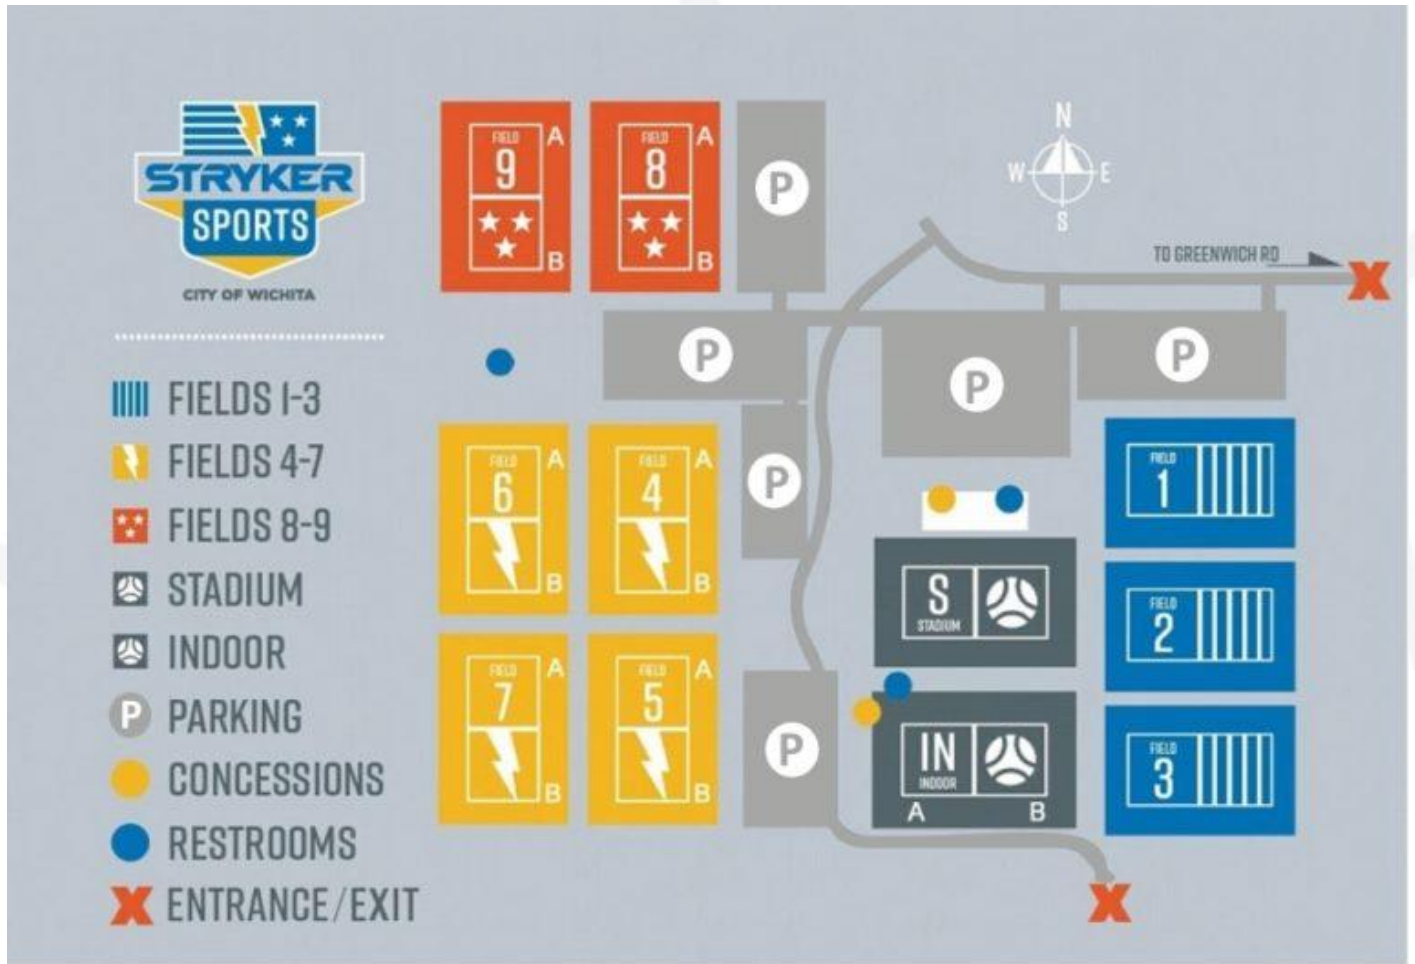 STRYKER
SPORTS
CITY OF WICHITA
FIELDS 1-3
FIELDS 4-7
FIELDS 8-9
STADIUM
INDOOR
P PARKING
CONCESSIONS
RESTROOMS
X ENTRANCE/EXIT
FIELD
9
A
B
FIELD
8
A
B
P
N
W E
S
TO GREENWICH RD
X
P
P
P
P
FIELD
6
A
B
FIELD
4
A
B
FIELD
7
A
B
FIELD
5
A
B
P
S
STADIUM
IN
INDOOR
A B
FIELD
1
FIELD
2
FIELD
3
X